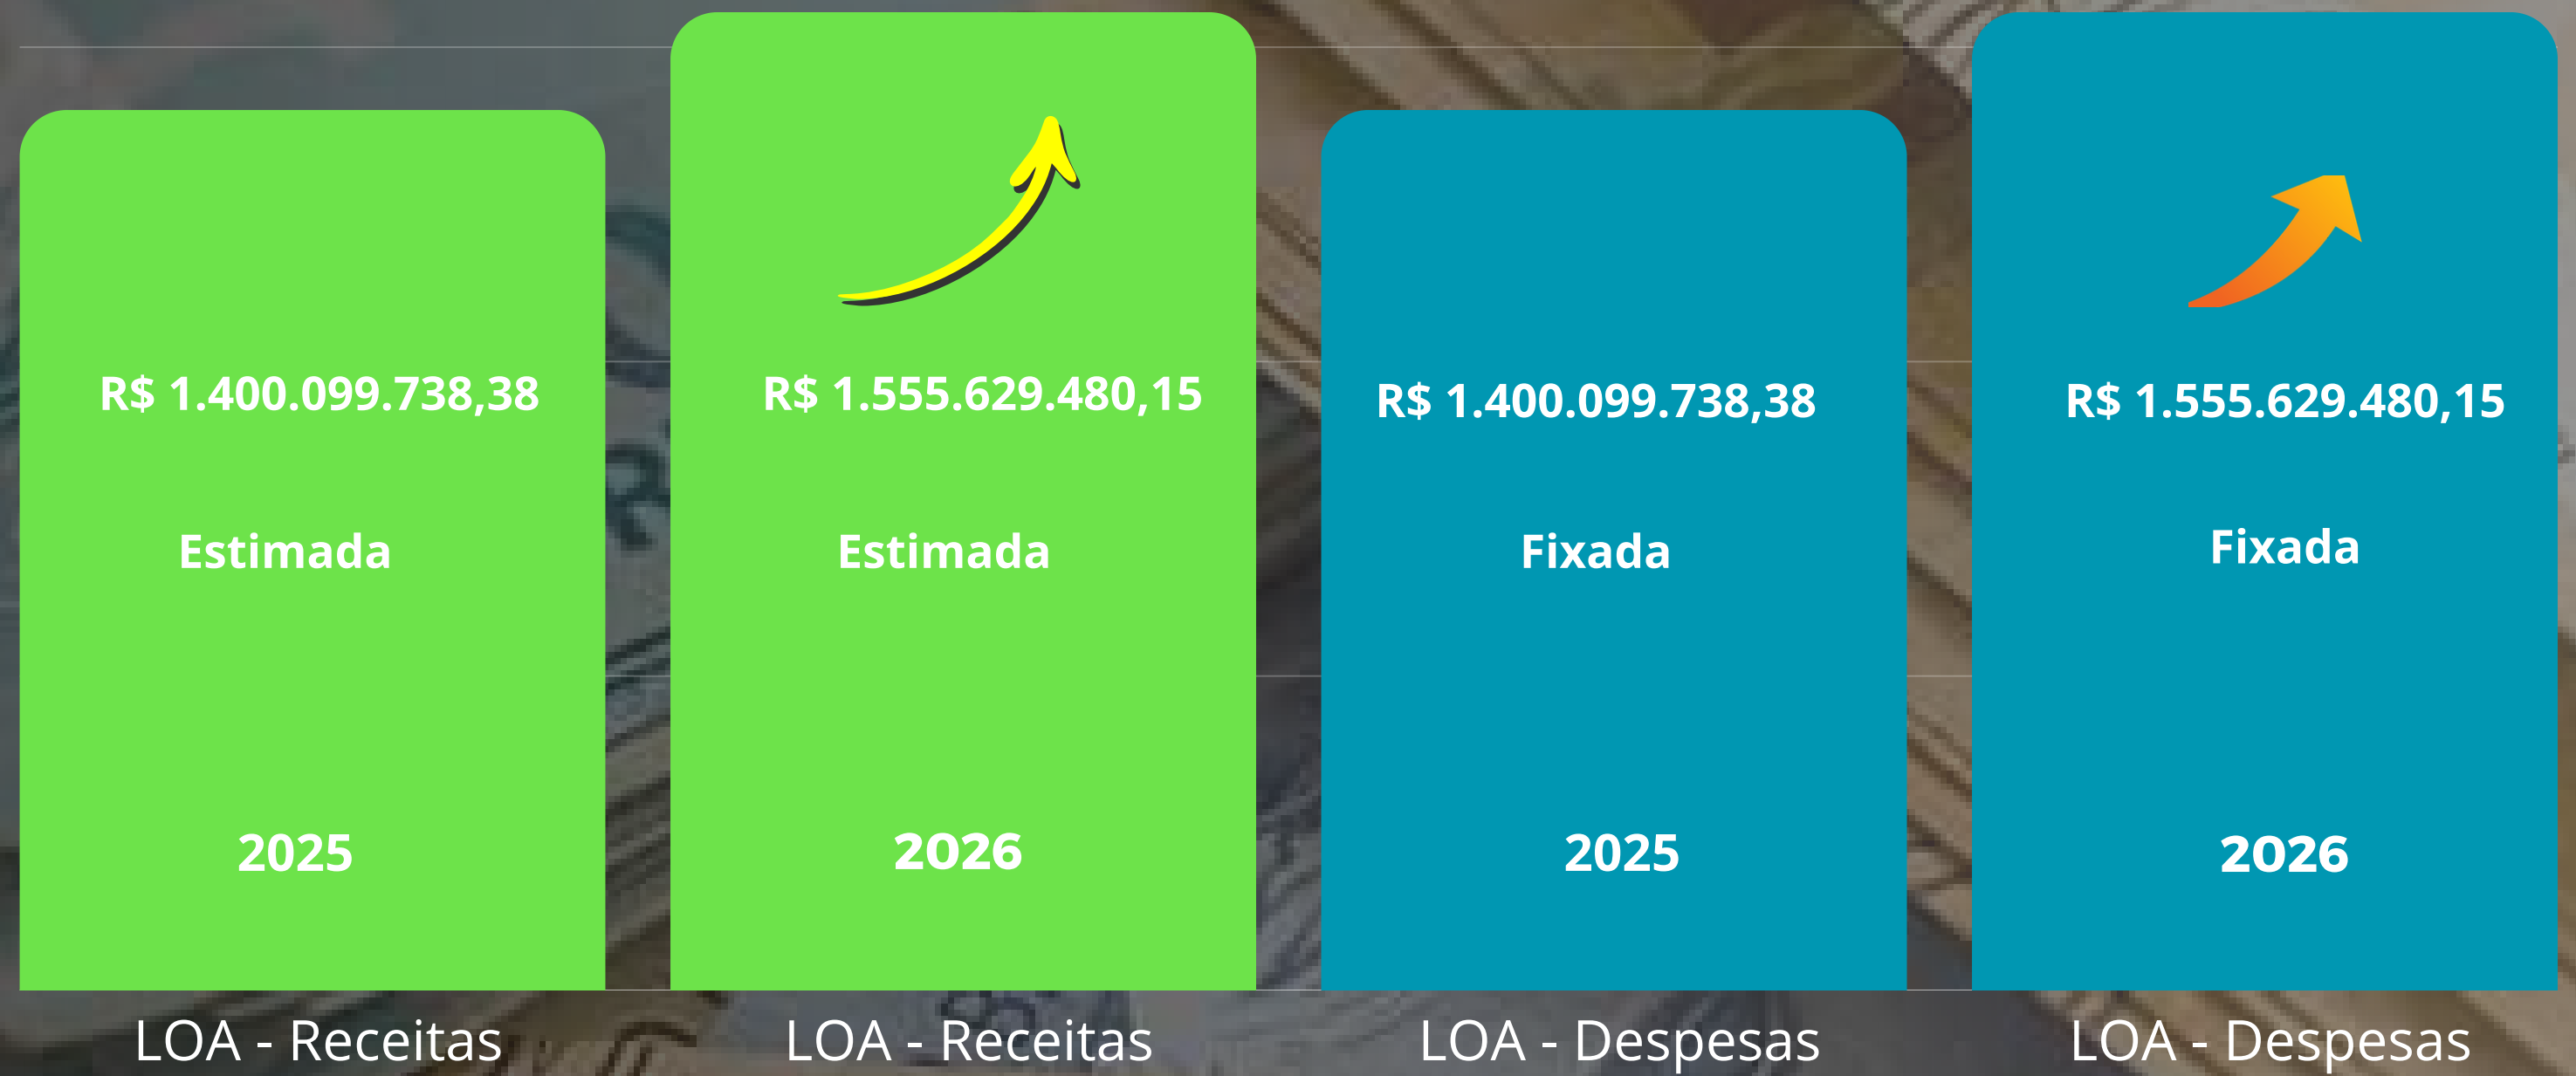 R$ 1.400.099.738,38
Estimada
2025
LOA - Receitas
R$ 1.555.629.480,15
Estimada
2026
LOA - Receitas
R$ 1.400.099.738,38
Fixada
2025
LOA - Despesas
R$ 1.555.629.480,15
Fixada
2026
LOA - Despesas